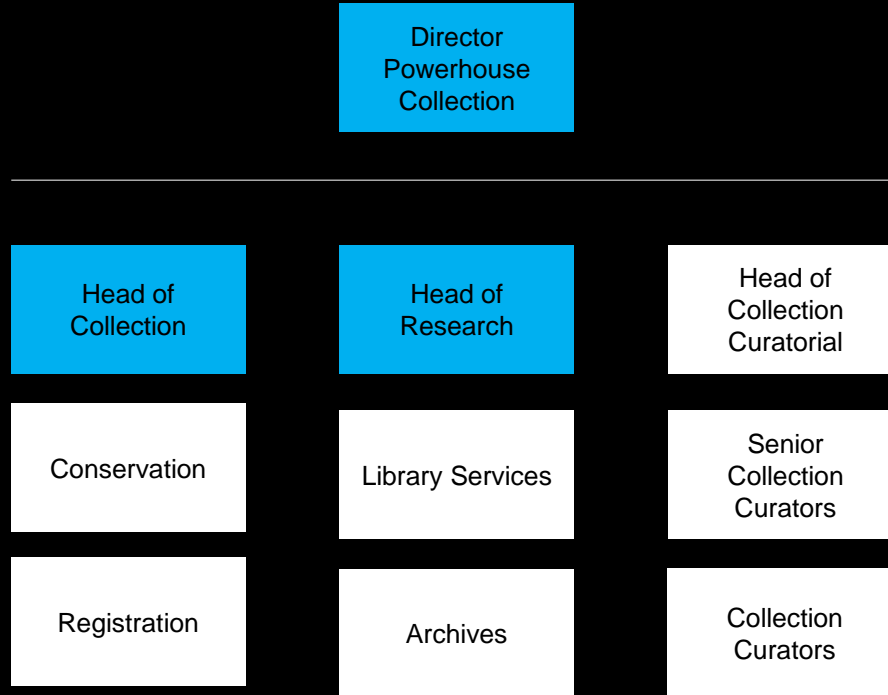 Director
Powerhouse
Collection
Head of
Collection
Head of
Research
Head of
Collection
Curatorial
Conservation
Library Services
Senior
Collection
Curators
Registration
Archives
Collection
Curators